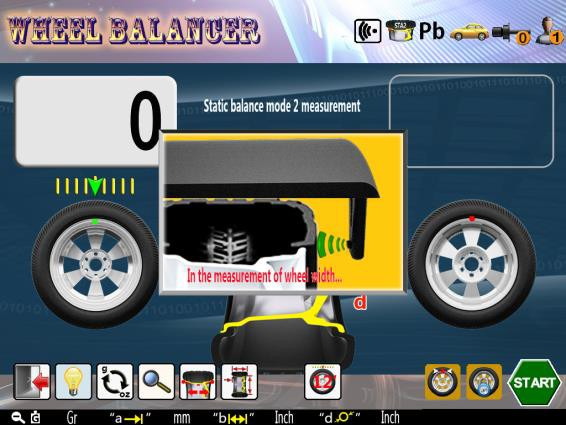 WHEEL BALANCER
STA2
Pb
0
1
0
Static balance mode 2 measurement
In the measurement of wheel width...
d
g
oz
12
START
Gr "a→" mm "b↔" Inch "d" Inch